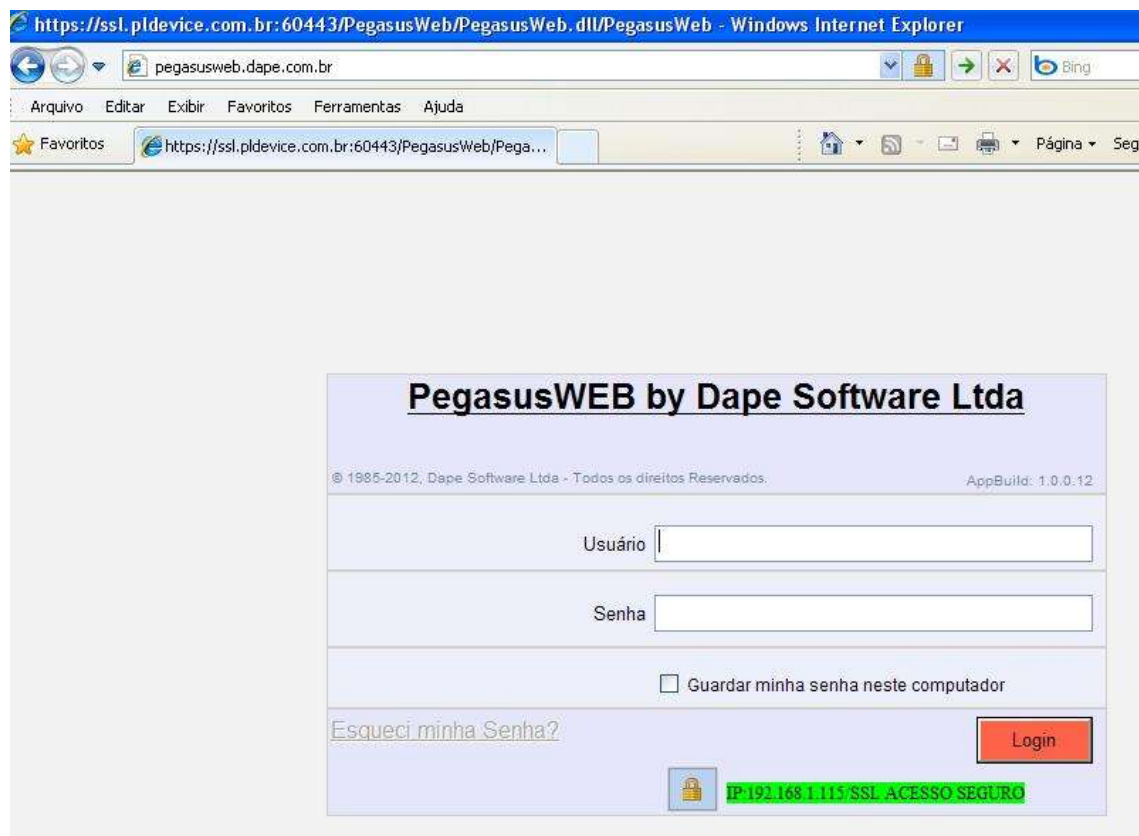 https://ssl.pldevice.com.br:60443/PegasusWeb/PegasusWeb.dll/PegasusWeb - Windows Internet Explorer
pegasusweb.dape.com.br
Bing
Arquivo Editar Exibir Favoritos Ferramentas Ajuda
Favoritos https://ssl.pldevice.com.br:60443/PegasusWeb/Pega... Página Seg
PegasusWEB by Dape Software Ltda
© 1985-2012, Dape Software Ltda - Todos os direitos Reservados. AppBuild: 1.0.0.12
Usuário
Senha
Guardar minha senha neste computador
Esqueci minha Senha?
Login
IP:192.168.1.115/SSL ACESSO SEGURO